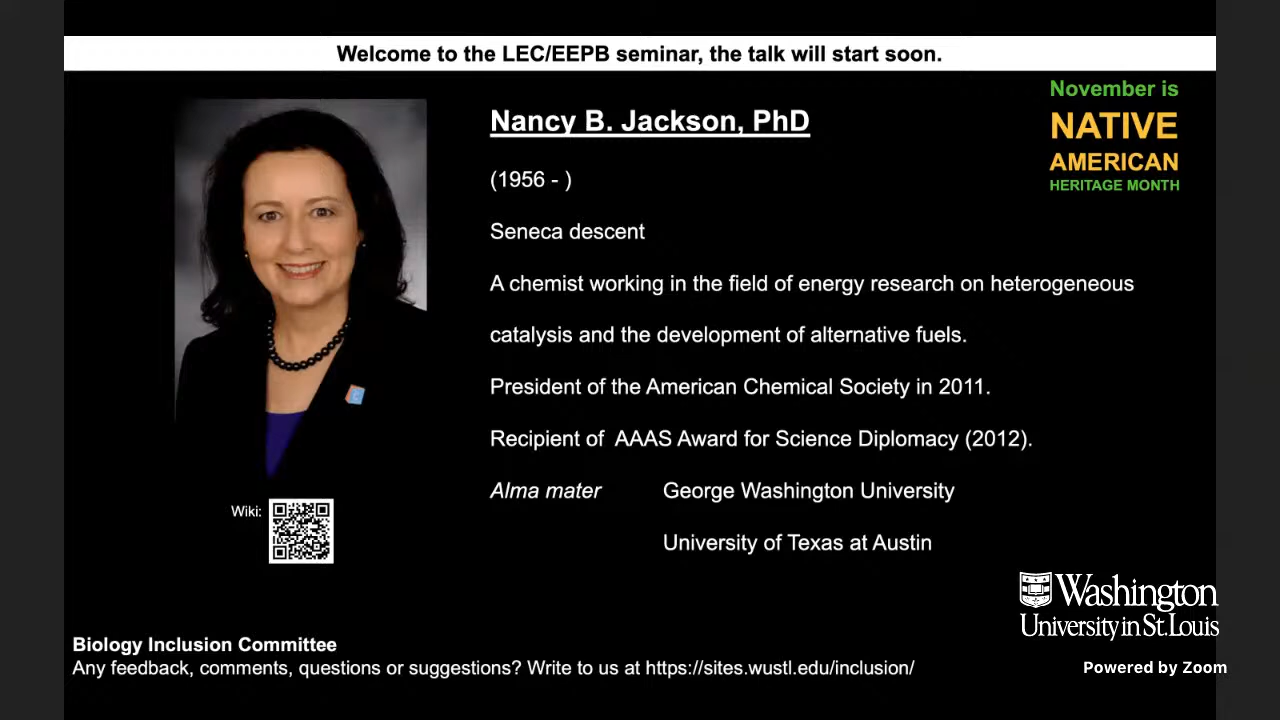 Welcome to the LEC/EEPB seminar, the talk will start soon.
November is
NATIVE
AMERICAN
HERITAGE MONTH
Nancy B. Jackson, PhD
(1956 - )
Seneca descent
A chemist working in the field of energy research on heterogeneous
catalysis and the development of alternative fuels.
President of the American Chemical Society in 2011.
Recipient of AAAS Award for Science Diplomacy (2012).
Alma mater George Washington University
University of Texas at Austin
Wiki:
Washington
University in St. Louis
Biology Inclusion Committee
Any feedback, comments, questions or suggestions? Write to us at https://sites.wustl.edu/inclusion/
Powered by Zoom